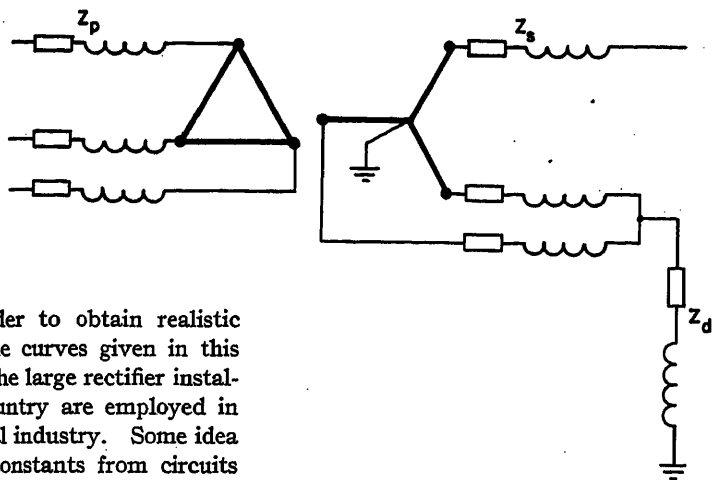 Zp
Zs
Zd
der to obtain realistic
e curves given in this
he large rectifier instal-
untry are employed in
l industry. Some idea
onstants from circuits